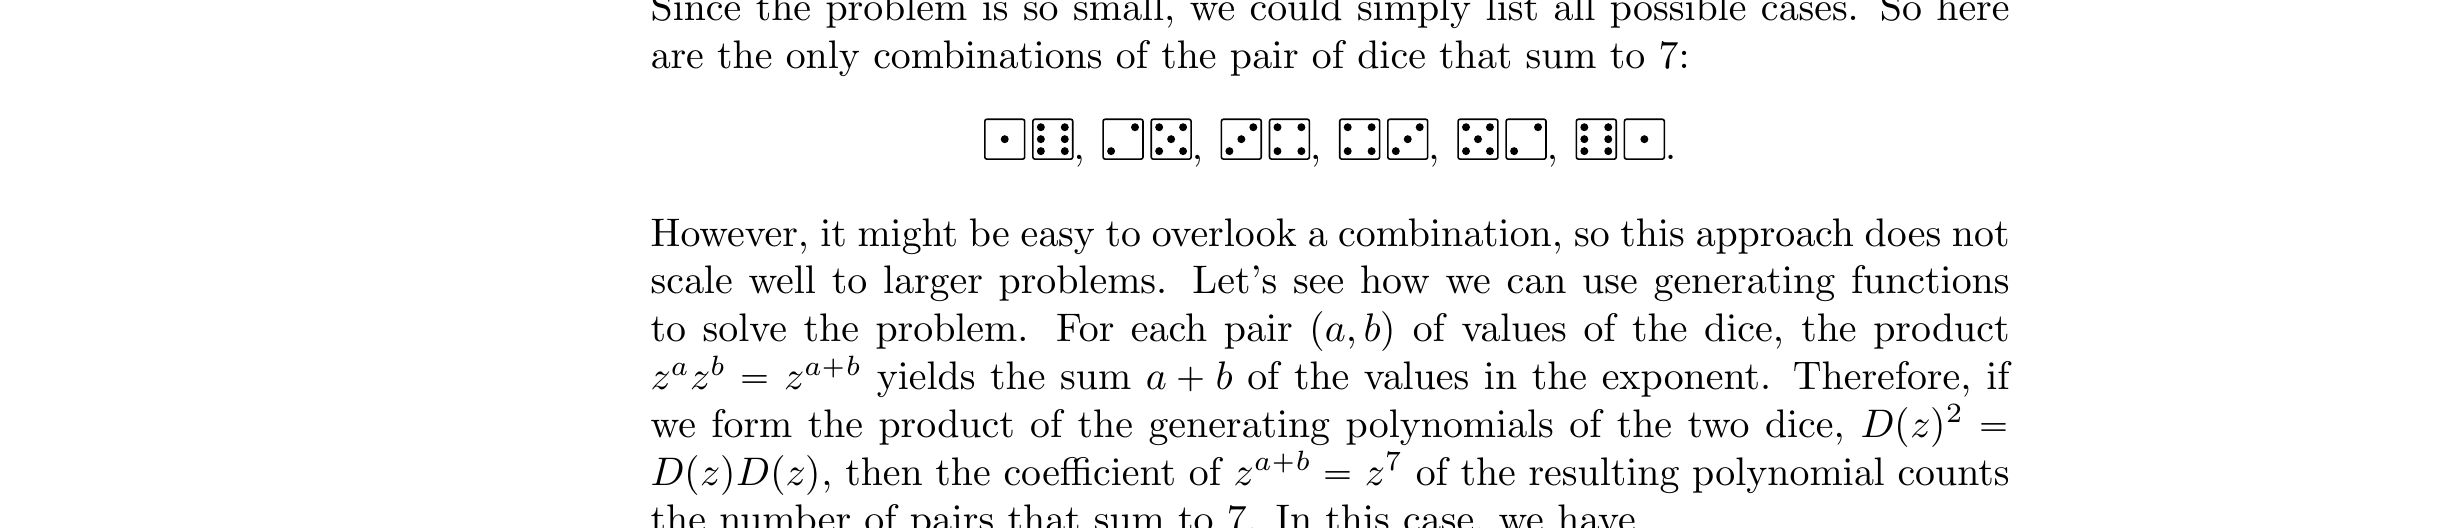 Since the problem is so small, we could simply list all possible cases. So here
are the only combinations of the pair of dice that sum to 7:
⚀⚅, ⚁⚄, ⚂⚃, ⚃⚂, ⚄⚁, ⚅⚀.
However, it might be easy to overlook a combination, so this approach does not
scale well to larger problems. Let's see how we can use generating functions
to solve the problem. For each pair (a, b) of values of the dice, the product
zᵃzᵇ = zᵃ⁺ᵇ yields the sum a + b of the values in the exponent. Therefore, if
we form the product of the generating polynomials of the two dice, D(z)² =
D(z)D(z), then the coefficient of zᵃ⁺ᵇ = z⁷ of the resulting polynomial counts
the number of pairs that sum to 7. In this case, we have